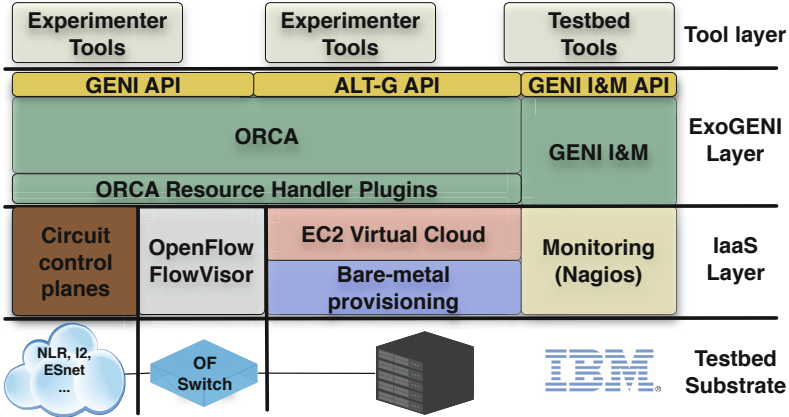 Experimenter
Tools
Experimenter
Tools
Testbed
Tools
Tool layer
GENI API
ALT-G API
GENI I&M API
ORCA
GENI I&M
ExoGENI
Layer
ORCA Resource Handler Plugins
Circuit
control
planes
OpenFlow
FlowVisor
EC2 Virtual Cloud
Bare-metal
provisioning
Monitoring
(Nagios)
IaaS
Layer
NLR, I2,
ESnet
...
OF
Switch
IBM®
Testbed
Substrate